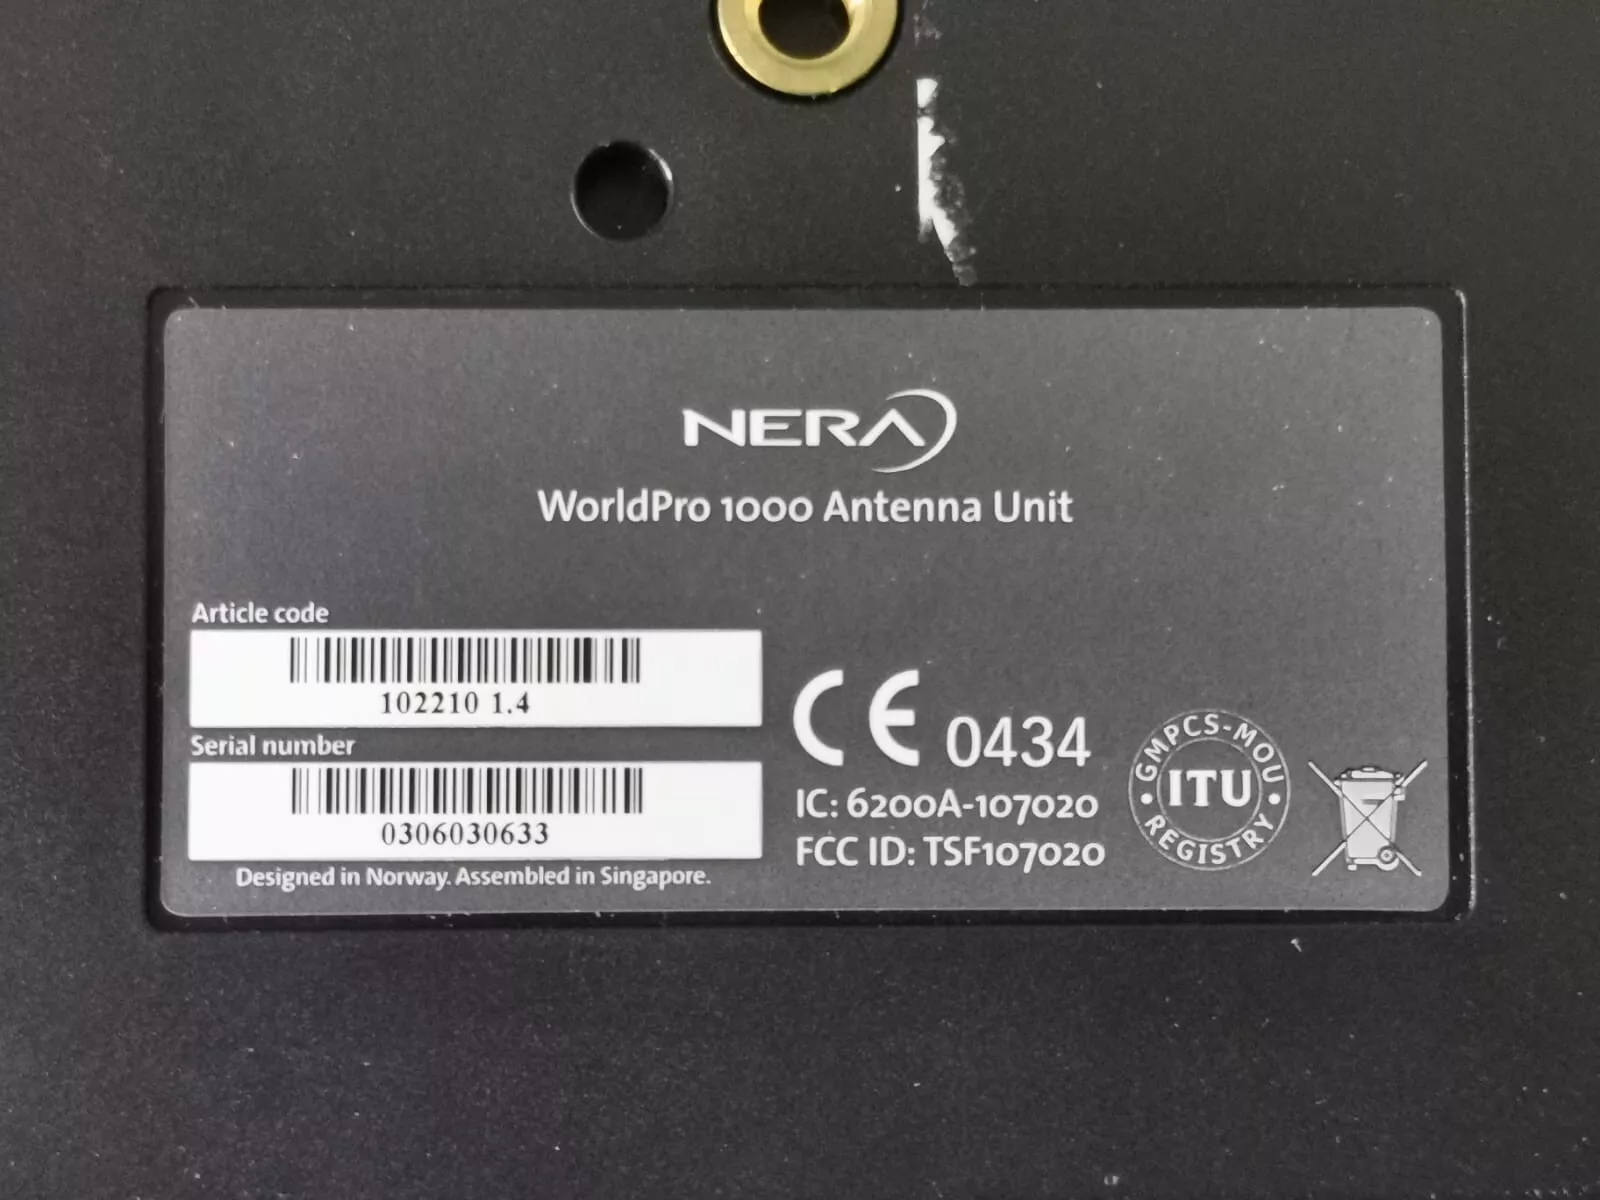 NERA
WorldPro 1000 Antenna Unit
Article code
102210 1.4
Serial number
0306030633
Designed in Norway. Assembled in Singapore.
CE 0434
IC: 6200A-107020
FCC ID: TSF107020
GMPCS-MOU
ITU
REGISTRY